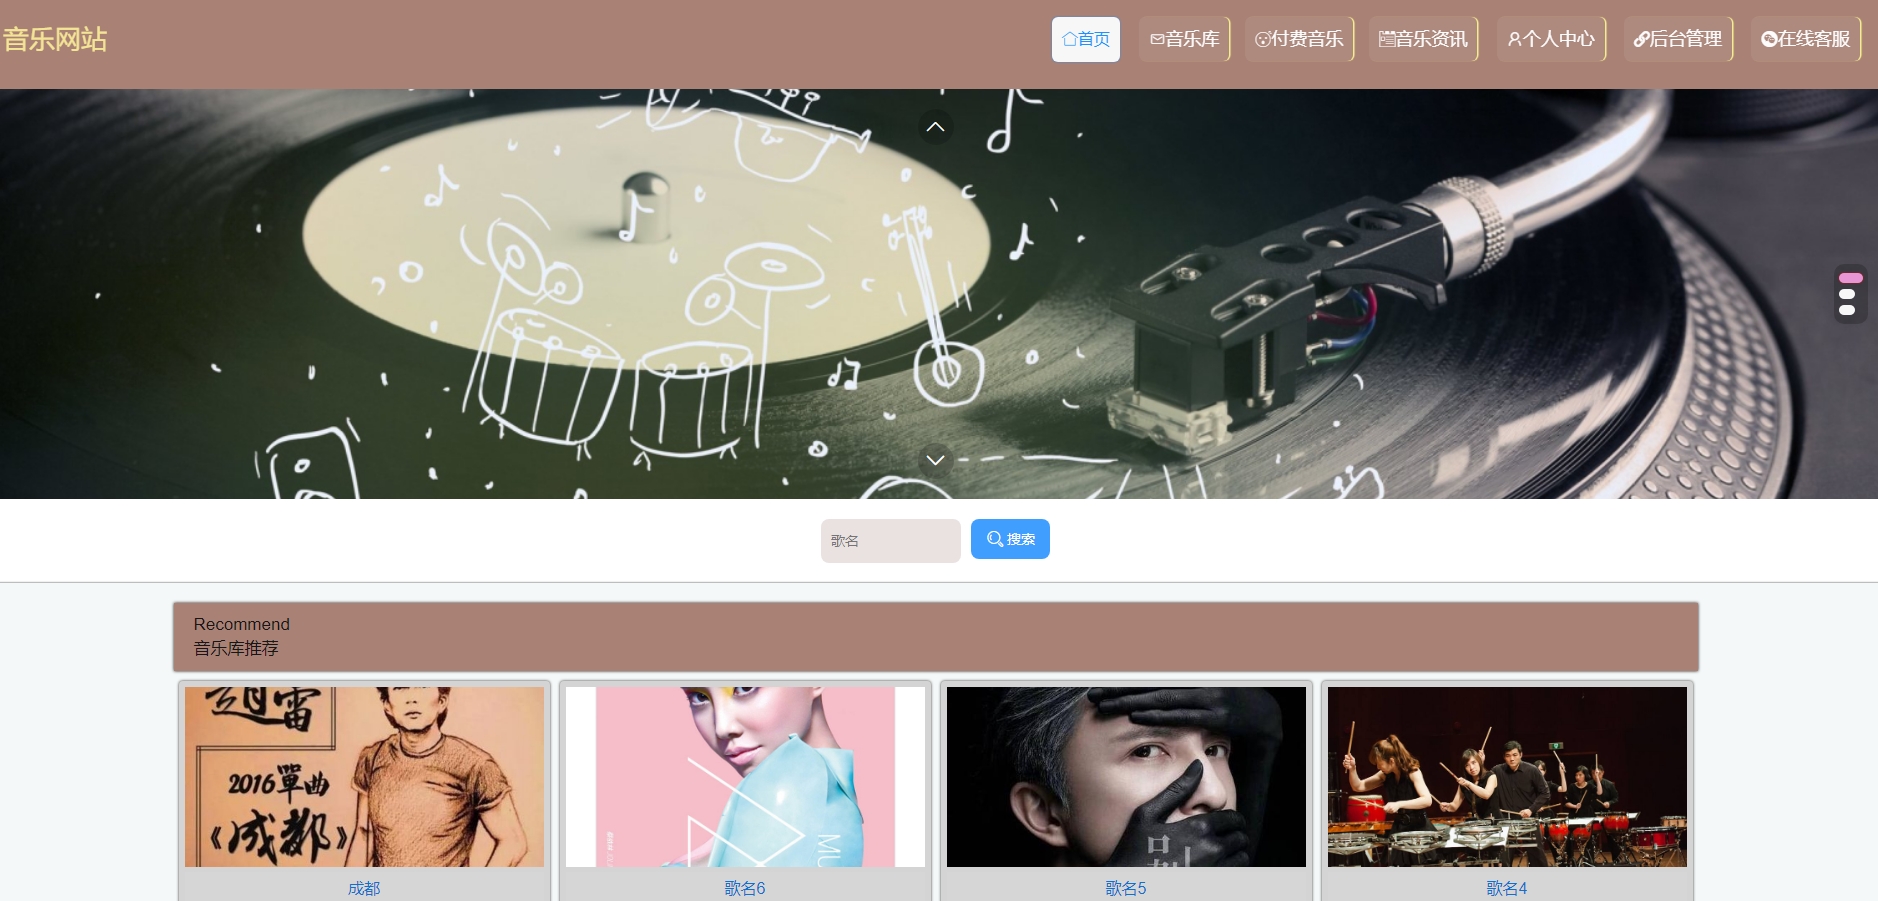 音乐网站
首页
音乐库
付费音乐
音乐资讯
个人中心
后台管理
在线客服
歌名
搜索
Recommend
音乐库推荐
趙雷
2016單曲
《成都》
MU
成都
歌名6
歌名5
歌名4